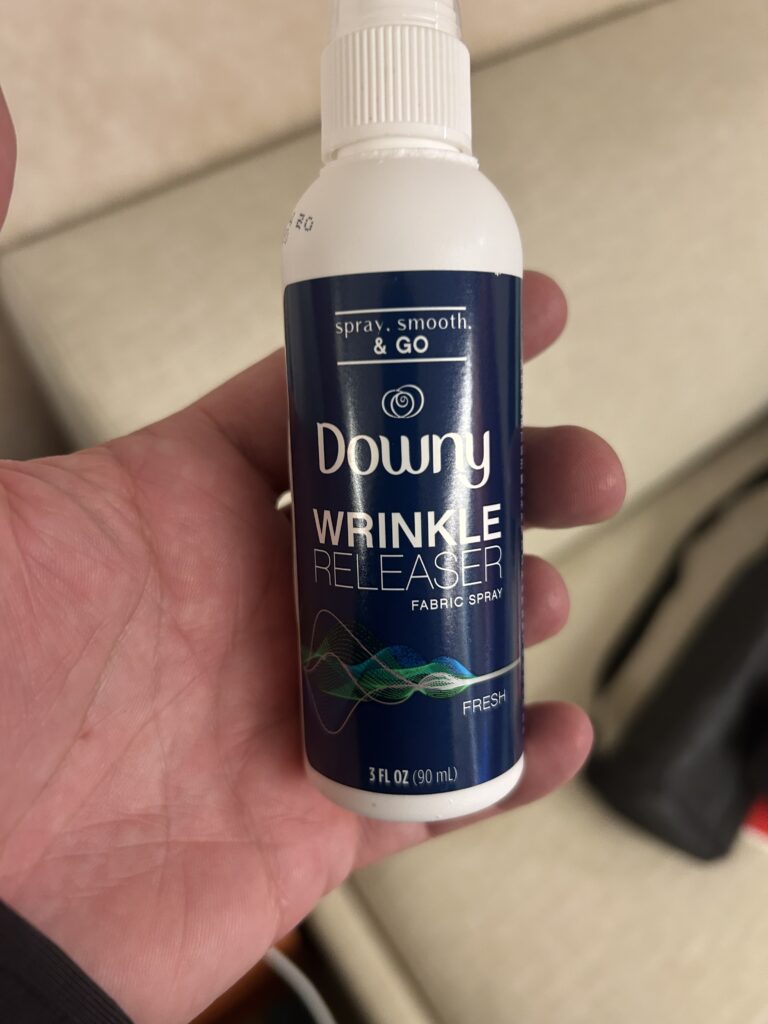 spray. smooth.
& GO
Downy
WRINKLE
RELEASER
FABRIC SPRAY
FRESH
3 FL OZ (90 mL)